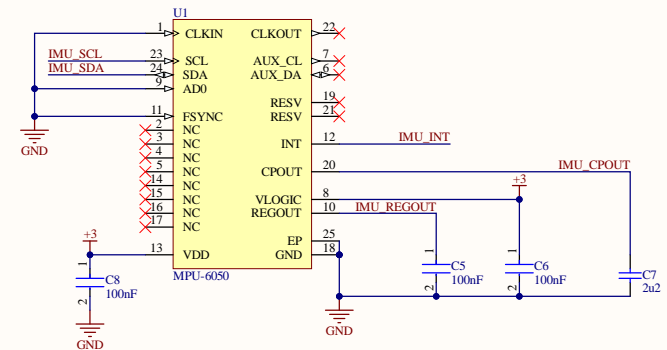 U1
1 CLKIN CLKOUT 22
IMU_SCL 23 SCL AUX_CL 7
IMU_SDA 24 SDA AUX_DA 6
9 AD0
RESV 19
11 FSYNC RESV 21
GND
2 NC
3 NC INT 12 IMU_INT
4 NC
5 NC CPOUT 20 IMU_CPOUT
14 NC
15 NC VLOGIC 8 +3
16 NC REGOUT 10 IMU_REGOUT
17 NC
+3 EP 25
13 VDD GND 18
MPU-6050
1 C8 100nF 2
GND
1 C5 100nF 2
1 C6 100nF 2
C7 2u2
GND